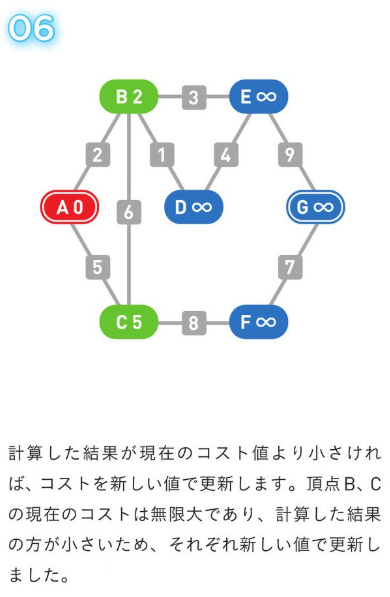 06
B 2
3
E ∞
2
1
4
9
A 0
6
D ∞
G ∞
5
7
C 5
8
F ∞
計算した結果が現在のコスト値より小さけれ
ば、コストを新しい値で更新します。頂点B、C
の現在のコストは無限大であり、計算した結果
の方が小さいため、それぞれ新しい値で更新し
ました。